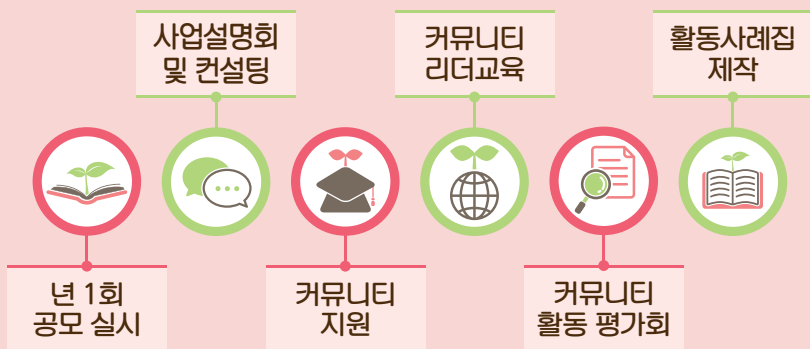 년 1회
공모 실시
사업설명회
및 컨설팅
커뮤니티
지원
커뮤니티
리더교육
커뮤니티
활동 평가회
활동사례집
제작